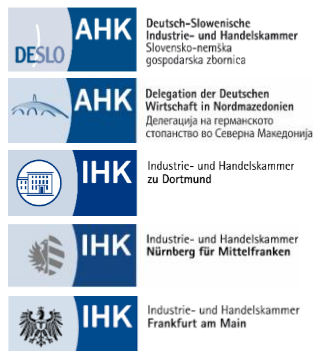 DESLO
AHK
Deutsch-Slowenische
Industrie- und Handelskammer
Slovensko-nemška
gospodarska zbornica
AHK
Delegation der Deutschen
Wirtschaft in Nordmazedonien
Делегација на германското
стопанство во Северна Македонија
IHK
Industrie- und Handelskammer
zu Dortmund
IHK
Industrie- und Handelskammer
Nürnberg für Mittelfranken
IHK
Industrie- und Handelskammer
Frankfurt am Main